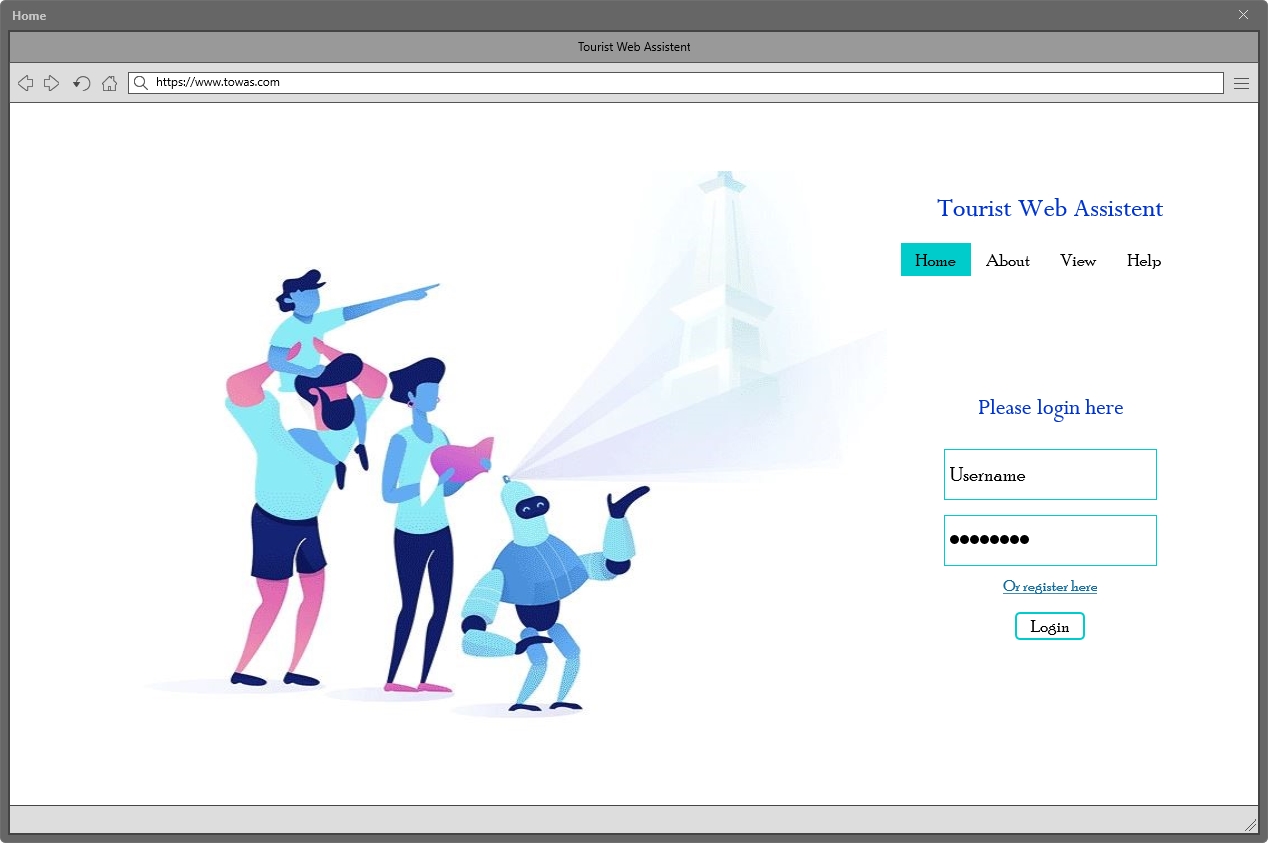 Home
Tourist Web Assistent
https://www.towas.com
Tourist Web Assistent
Home About View Help
Please login here
Username
●●●●●●●●
Or register here
Login